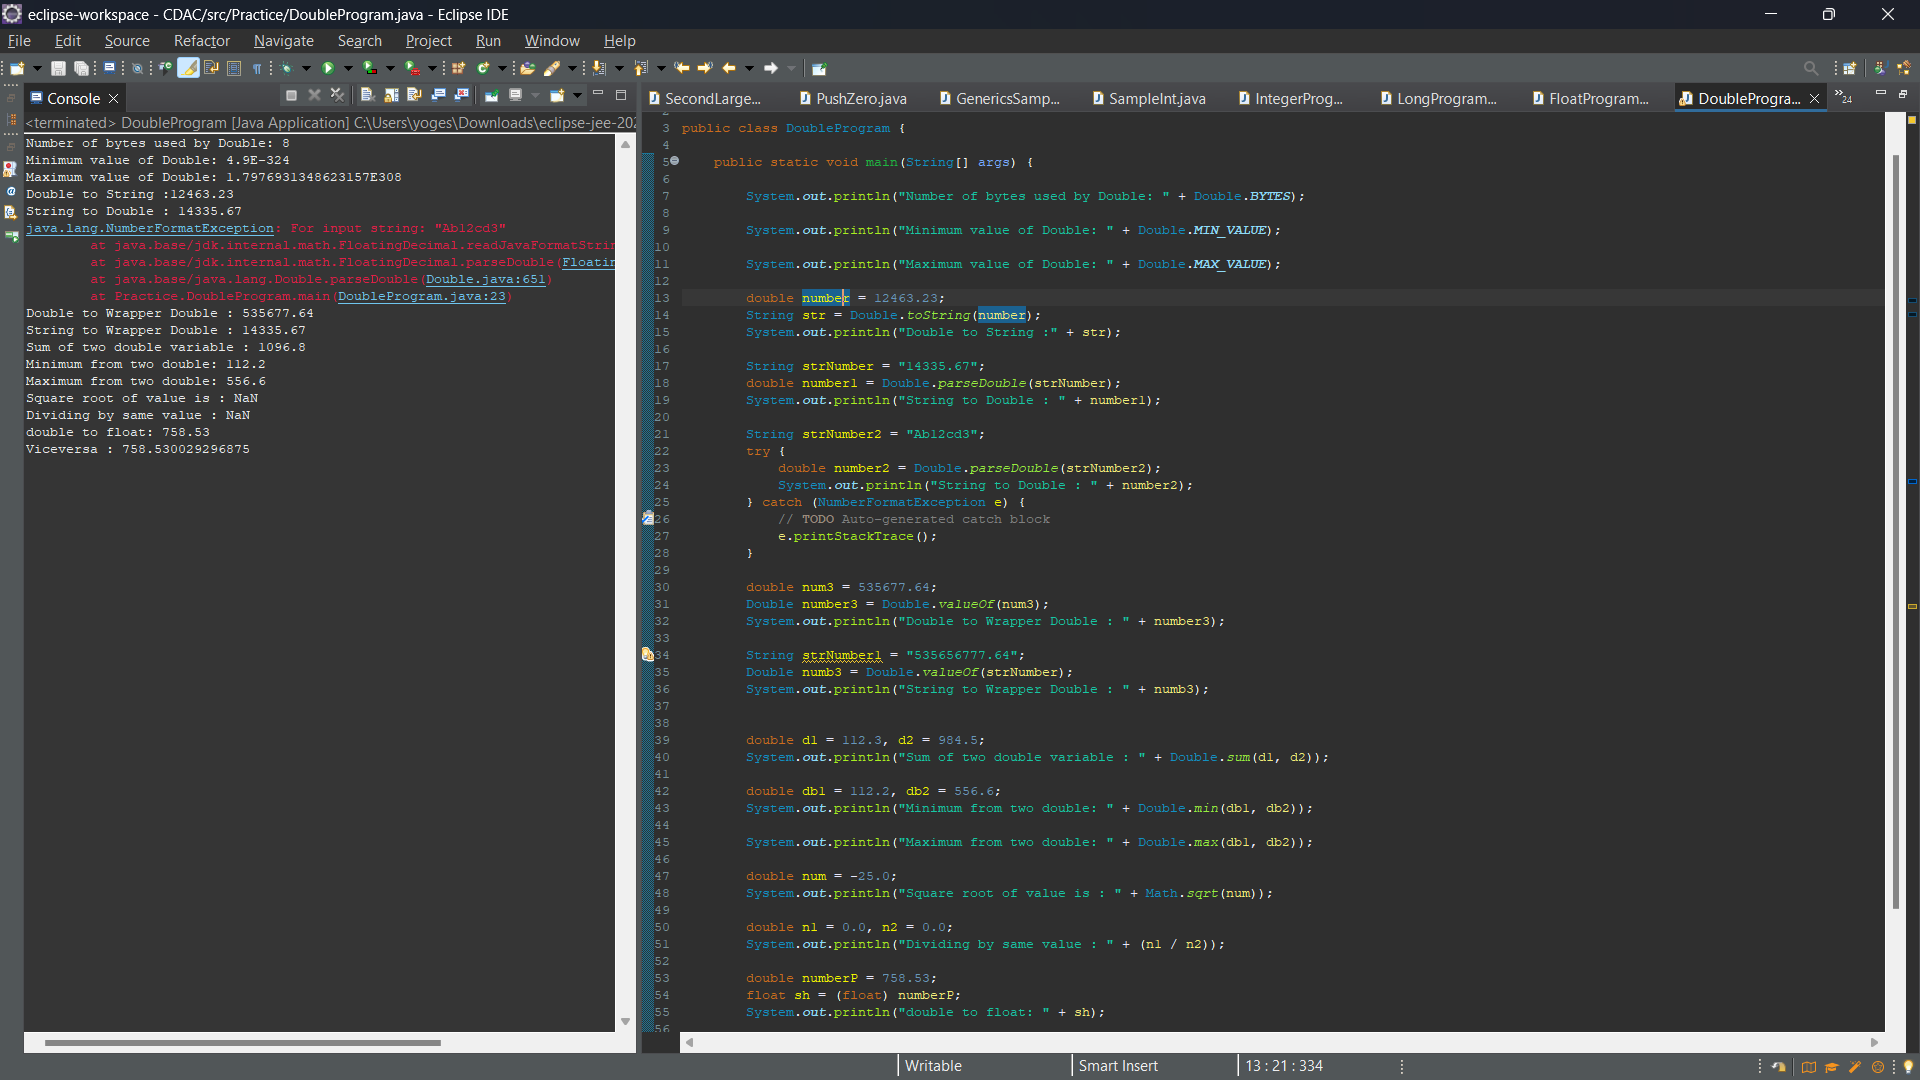 eclipse-workspace - CDAC/src/Practice/DoubleProgram.java - Eclipse IDE
File Edit Source Refactor Navigate Search Project Run Window Help
Console
<terminated> DoubleProgram [Java Application] C:\Users\yoges\Downloads\eclipse-jee-202
Number of bytes used by Double: 8
Minimum value of Double: 4.9E-324
Maximum value of Double: 1.7976931348623157E308
Double to String :12463.23
String to Double : 14335.67
java.lang.NumberFormatException: For input string: "Ab12cd3"
at java.base/jdk.internal.math.FloatingDecimal.readJavaFormatStrin
at java.base/jdk.internal.math.FloatingDecimal.parseDouble(Floatin
at java.base/java.lang.Double.parseDouble(Double.java:651)
at Practice.DoubleProgram.main(DoubleProgram.java:23)
Double to Wrapper Double : 535677.64
String to Wrapper Double : 14335.67
Sum of two double variable : 1096.8
Minimum from two double: 112.2
Maximum from two double: 556.6
Square root of value is : NaN
Dividing by same value : NaN
double to float: 758.53
Viceversa : 758.530029296875
SecondLarge... PushZero.java GenericsSamp... SampleInt.java IntegerProg... LongProgram... FloatProgram... DoubleProgra... »24
3 public class DoubleProgram {
4
5 public static void main(String[] args) {
6
7 System.out.println("Number of bytes used by Double: " + Double.BYTES);
8
9 System.out.println("Minimum value of Double: " + Double.MIN_VALUE);
10
11 System.out.println("Maximum value of Double: " + Double.MAX_VALUE);
12
13 double number = 12463.23;
14 String str = Double.toString(number);
15 System.out.println("Double to String :" + str);
16
17 String strNumber = "14335.67";
18 double number1 = Double.parseDouble(strNumber);
19 System.out.println("String to Double : " + number1);
20
21 String strNumber2 = "Ab12cd3";
22 try {
23 double number2 = Double.parseDouble(strNumber2);
24 System.out.println("String to Double : " + number2);
25 } catch (NumberFormatException e) {
26 // TODO Auto-generated catch block
27 e.printStackTrace();
28 }
29
30 double num3 = 535677.64;
31 Double number3 = Double.valueOf(num3);
32 System.out.println("Double to Wrapper Double : " + number3);
33
34 String strNumber1 = "535656777.64";
35 Double numb3 = Double.valueOf(strNumber);
36 System.out.println("String to Wrapper Double : " + numb3);
37
38
39 double d1 = 112.3, d2 = 984.5;
40 System.out.println("Sum of two double variable : " + Double.sum(d1, d2));
41
42 double db1 = 112.2, db2 = 556.6;
43 System.out.println("Minimum from two double: " + Double.min(db1, db2));
44
45 System.out.println("Maximum from two double: " + Double.max(db1, db2));
46
47 double num = -25.0;
48 System.out.println("Square root of value is : " + Math.sqrt(num));
49
50 double n1 = 0.0, n2 = 0.0;
51 System.out.println("Dividing by same value : " + (n1 / n2));
52
53 double numberP = 758.53;
54 float sh = (float) numberP;
55 System.out.println("double to float: " + sh);
56
Writable Smart Insert 13 : 21 : 334